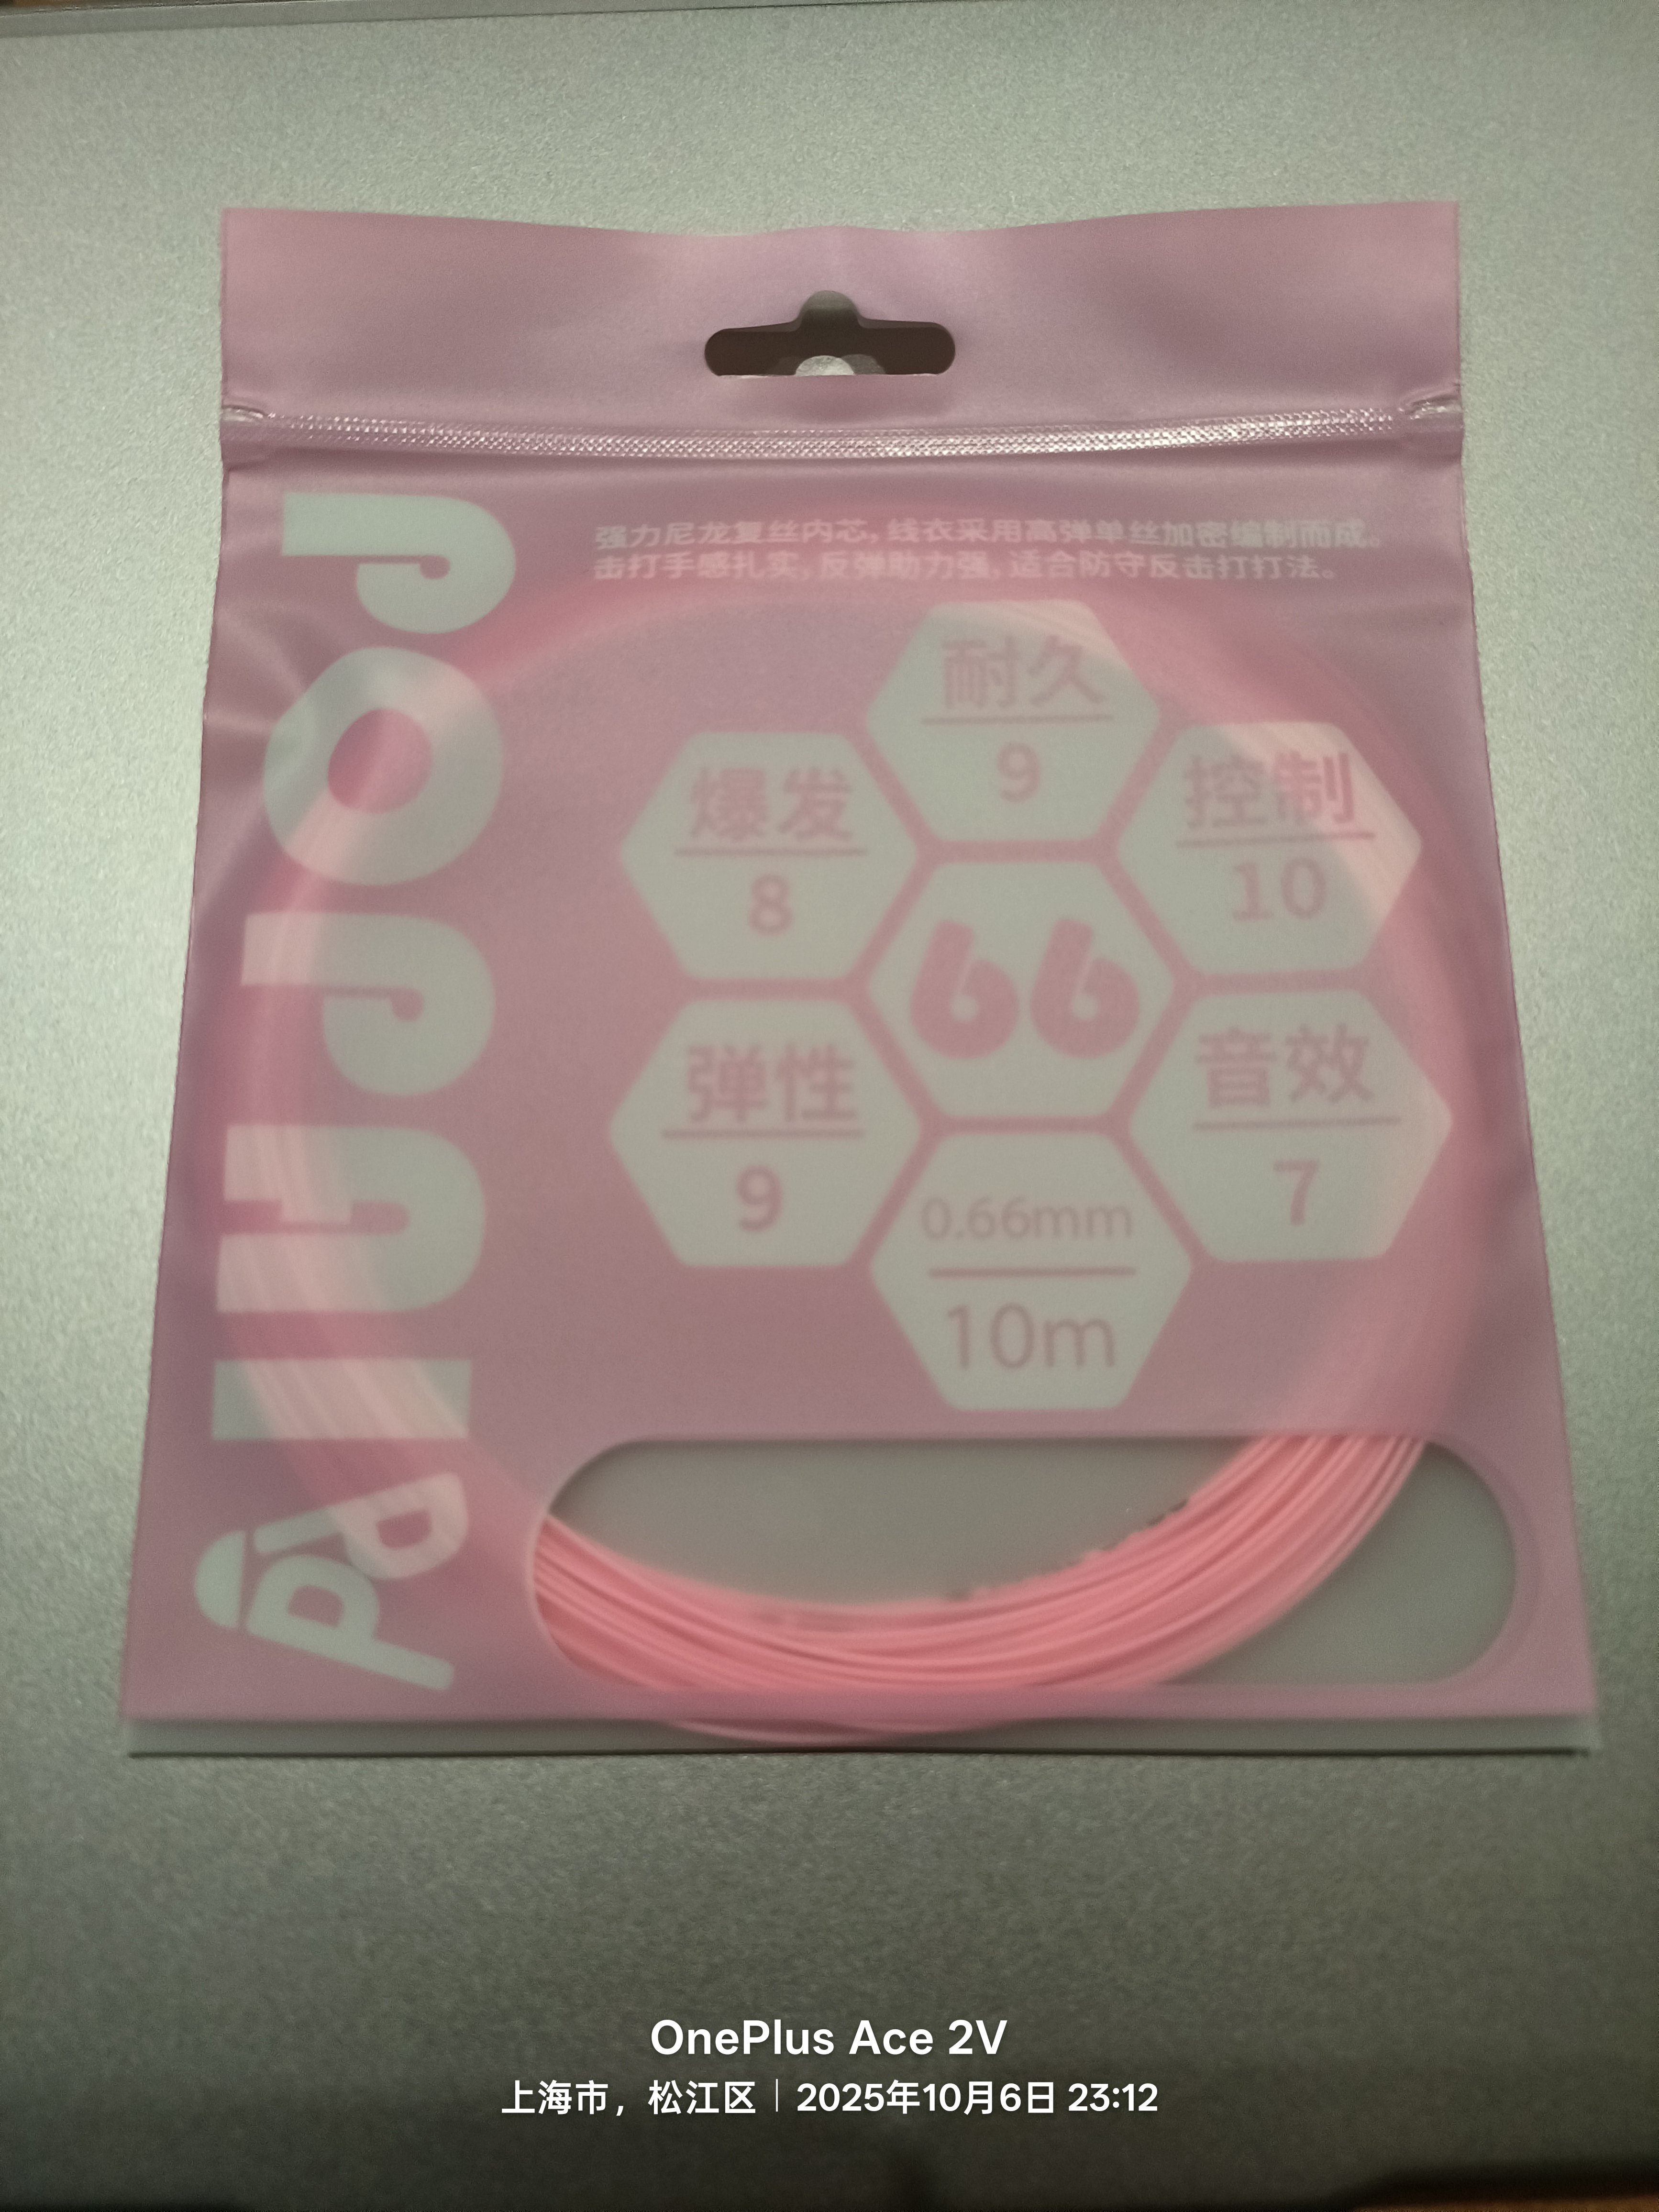 强力尼龙复丝内芯，线衣采用高弹单丝加密编制而成。
击打手感扎实，反弹助力强，适合防守反击打打法。
耐久
9
爆发
8
控制
10
66
弹性
9
音效
7
0.66mm
10m
OnePlus Ace 2V
上海市，松江区｜2025年10月6日 23:12